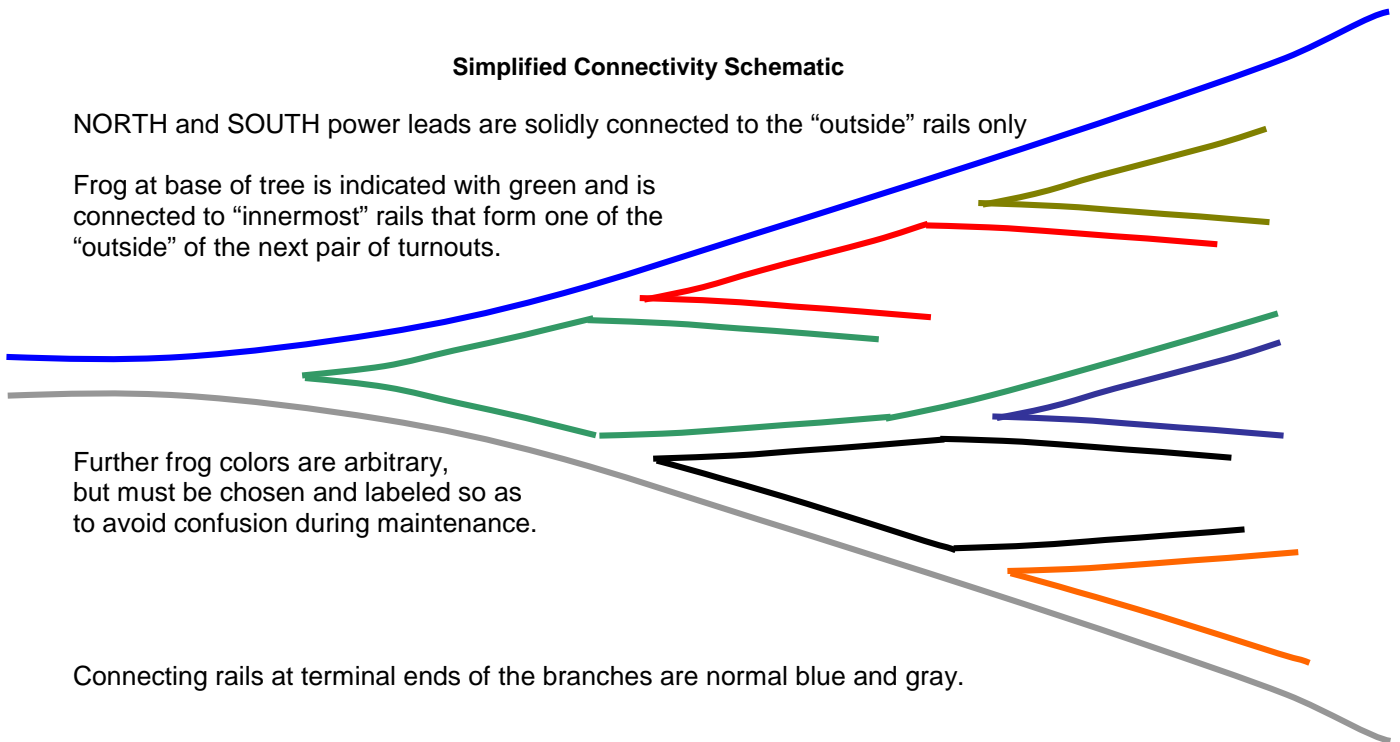 Simplified Connectivity Schematic
NORTH and SOUTH power leads are solidly connected to the “outside” rails only
Frog at base of tree is indicated with green and is
connected to “innermost” rails that form one of the
“outside” of the next pair of turnouts.
Further frog colors are arbitrary,
but must be chosen and labeled so as
to avoid confusion during maintenance.
Connecting rails at terminal ends of the branches are normal blue and gray.